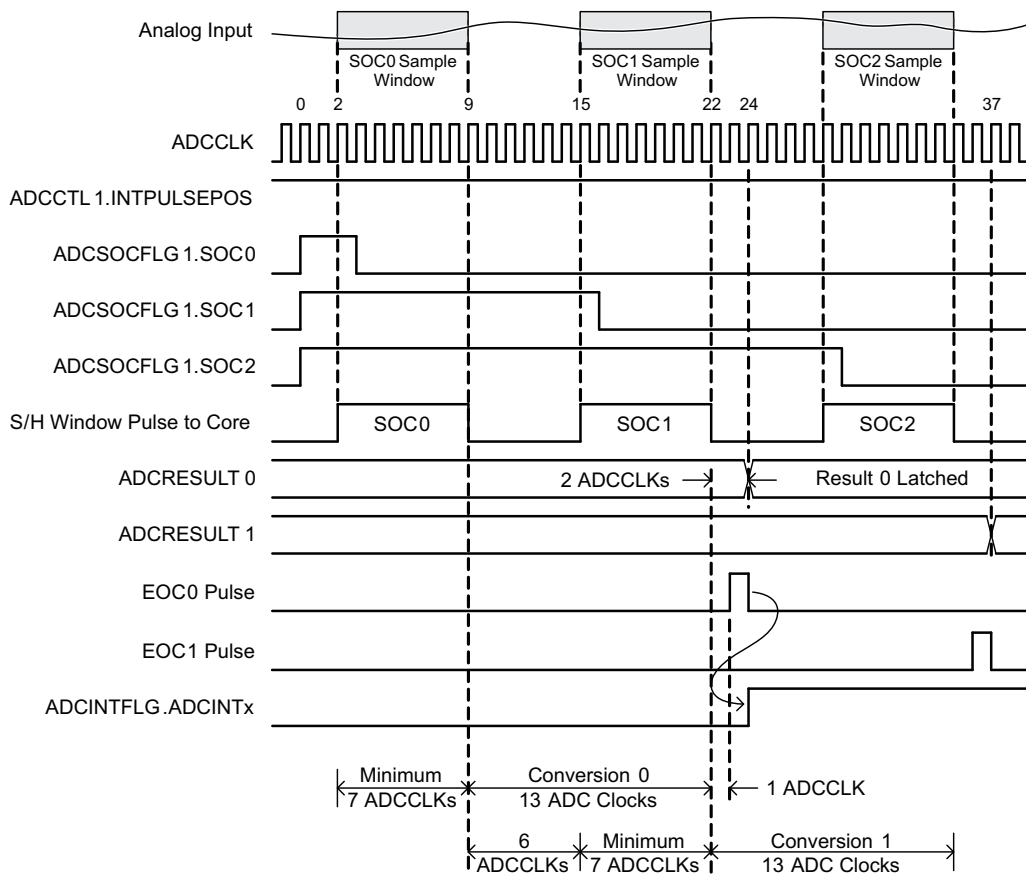 Analog Input
SOC0 Sample
Window
SOC1 Sample
Window
SOC2 Sample
Window
0 2 9 15 22 24 37
ADCCLK
ADCCTL 1.INTPULSEPOS
ADCSOCFLG 1.SOC0
ADCSOCFLG 1.SOC1
ADCSOCFLG 1.SOC2
S/H Window Pulse to Core SOC0 SOC1 SOC2
ADCRESULT 0 2 ADCCLKs Result 0 Latched
ADCRESULT 1
EOC0 Pulse
EOC1 Pulse
ADCINTFLG .ADCINTx
Minimum
7 ADCCLKs
Conversion 0
13 ADC Clocks
1 ADCCLK
6
ADCCLKs
Minimum
7 ADCCLKs
Conversion 1
13 ADC Clocks